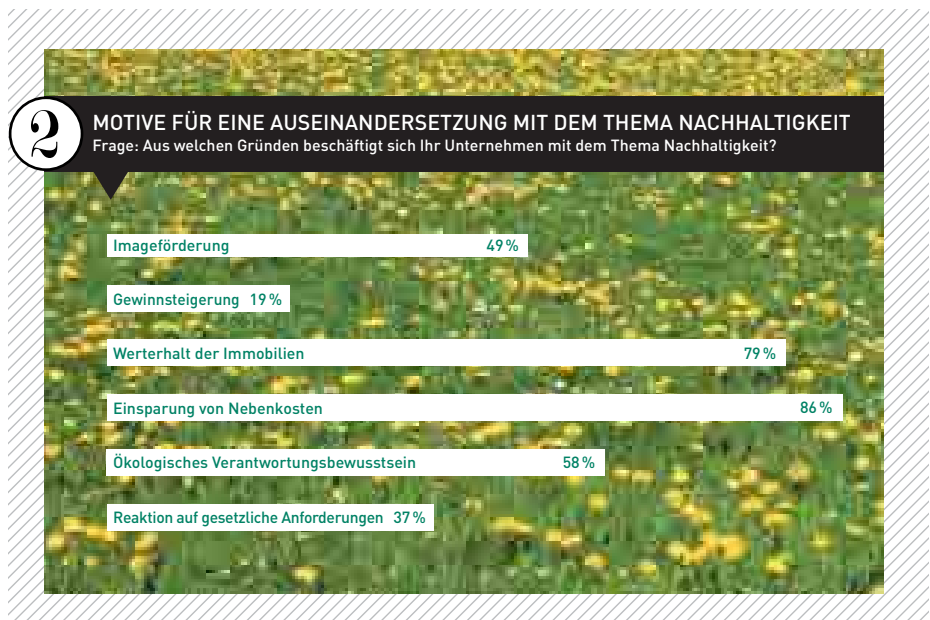 2
MOTIVE FÜR EINE AUSEINANDERSETZUNG MIT DEM THEMA NACHHALTIGKEIT
Frage: Aus welchen Gründen beschäftigt sich Ihr Unternehmen mit dem Thema Nachhaltigkeit?
Imageförderung 49 %
Gewinnsteigerung 19 %
Werterhalt der Immobilien 79 %
Einsparung von Nebenkosten 86 %
Ökologisches Verantwortungsbewusstsein 58 %
Reaktion auf gesetzliche Anforderungen 37 %